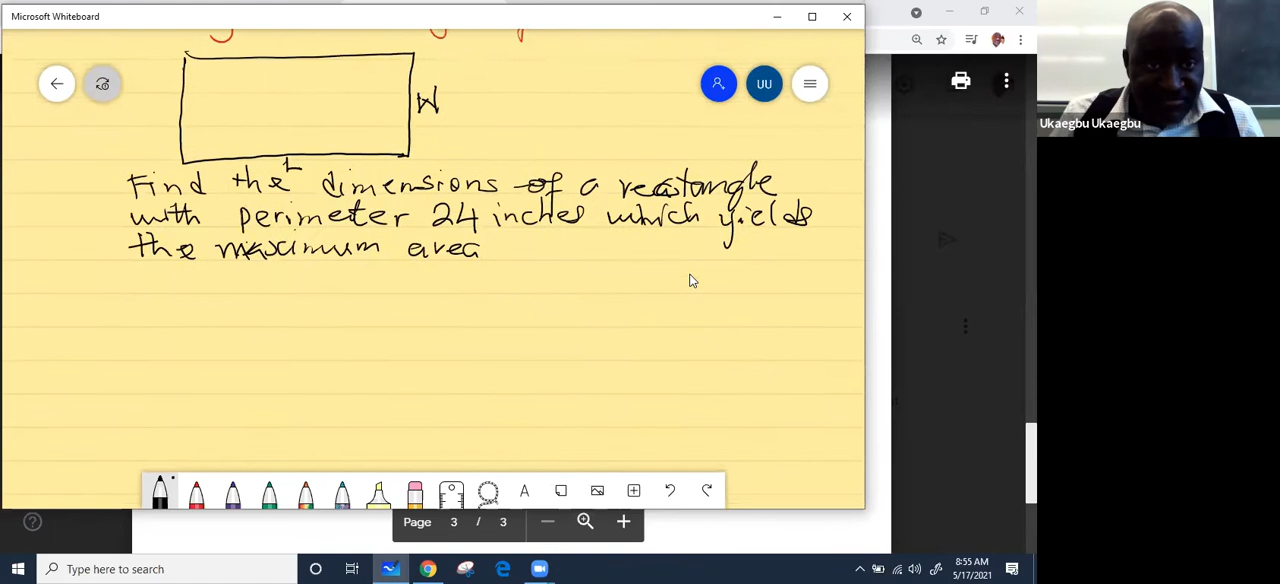 Microsoft Whiteboard
UU
Ukaegbu Ukaegbu
W
L
Find the dimensions of a rectangle
with perimeter 24 inches which yields
the maximum area
A
Page 3 / 3
Type here to search
8:55 AM
5/17/2021